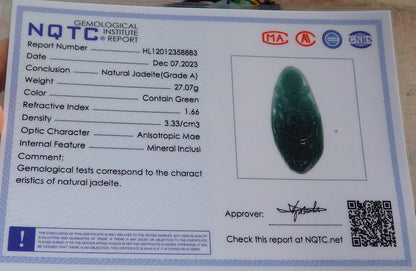 NQTC GEMOLOGICAL INSTITUTE REPORT
Report Number HL12012358883
Date Dec 07.2023
Conclusion Natural Jadeite(Grade A)
Weight 27.07g
Color Contain Green
Refractive Index 1.66
Density 3.33/cm3
Optic Character Anisotropic Mae
Internal Feature Mineral Inclusi
Comment:
Gemological tests correspond to the charact
eristics of natural jadeite.
MA
GNRS
Approver:
Check this report at NQTC.net